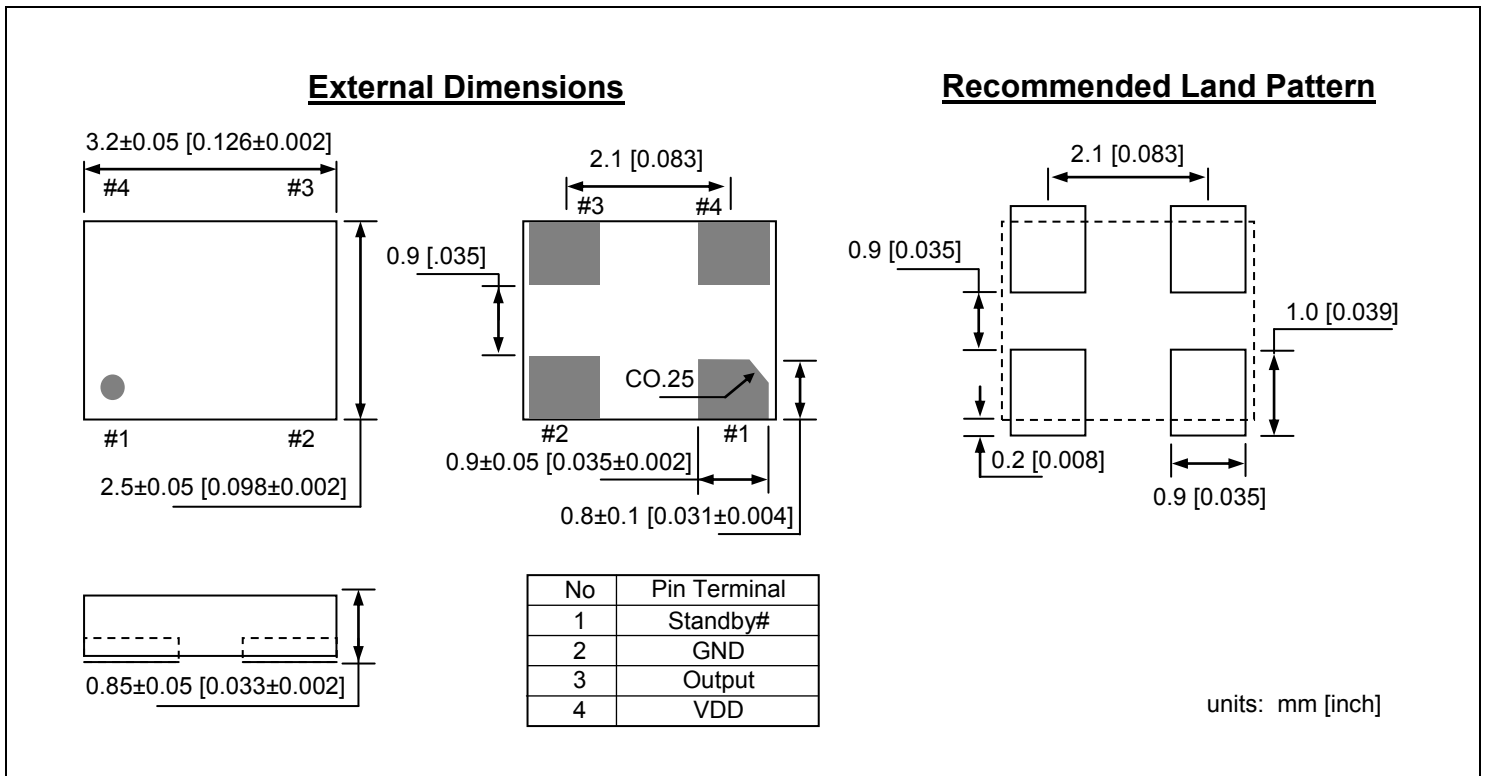 External Dimensions
Recommended Land Pattern
3.2±0.05 [0.126±0.002]
#4
#3
#1
#2
2.5±0.05 [0.098±0.002]
2.1 [0.083]
#3
#4
0.9 [.035]
CO.25
#2
#1
0.9±0.05 [0.035±0.002]
0.8±0.1 [0.031±0.004]
2.1 [0.083]
0.9 [0.035]
1.0 [0.039]
0.2 [0.008]
0.9 [0.035]
0.85±0.05 [0.033±0.002]
No Pin Terminal
1 Standby#
2 GND
3 Output
4 VDD
units: mm [inch]